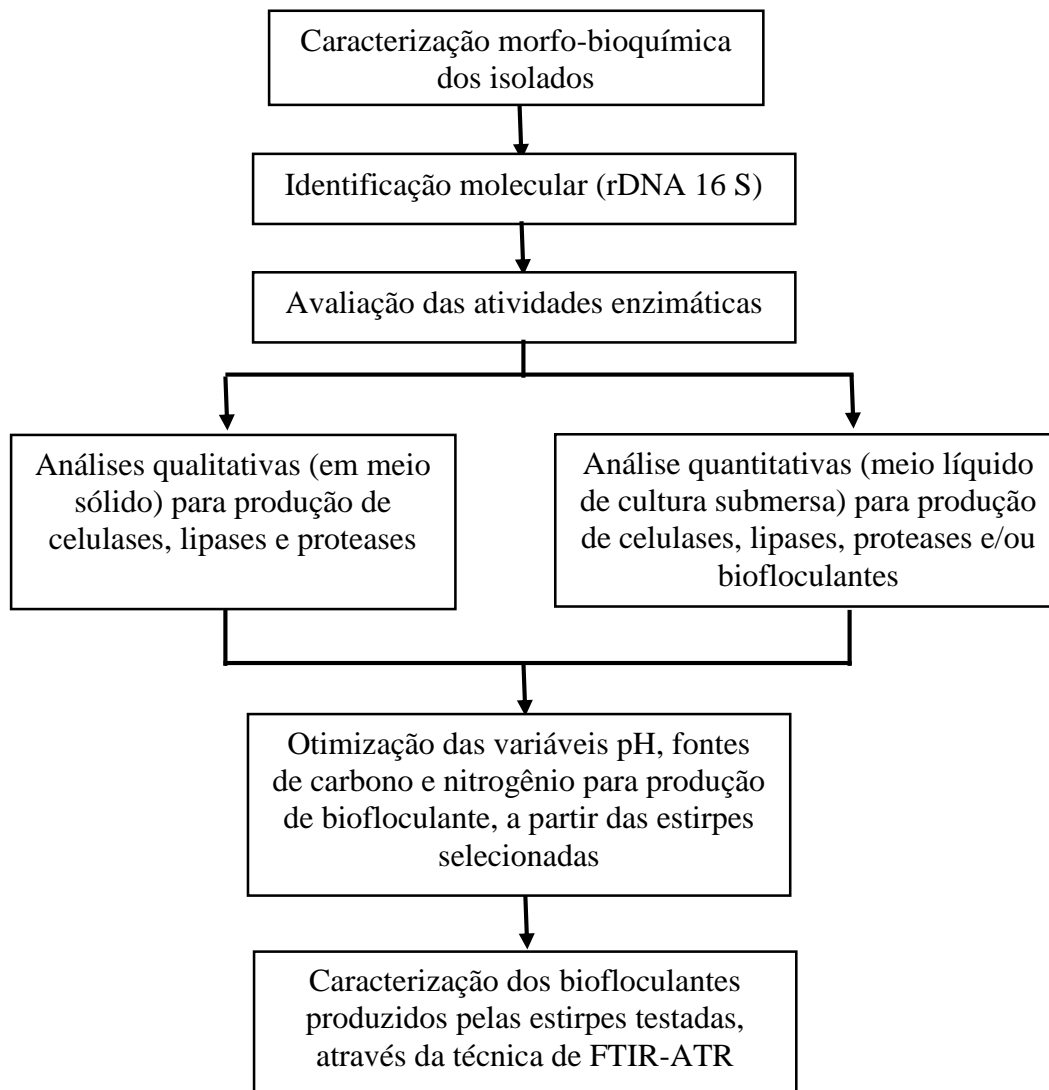 Caracterização morfo-bioquímica
dos isolados
Identificação molecular (rDNA 16 S)
Avaliação das atividades enzimáticas
Análises qualitativas (em meio
sólido) para produção de
celulases, lipases e proteases
Análise quantitativas (meio líquido
de cultura submersa) para produção
de celulases, lipases, proteases e/ou
biofloculantes
Otimização das variáveis pH, fontes
de carbono e nitrogênio para produção
de biofloculante, a partir das estirpes
selecionadas
Caracterização dos biofloculantes
produzidos pelas estirpes testadas,
através da técnica de FTIR-ATR